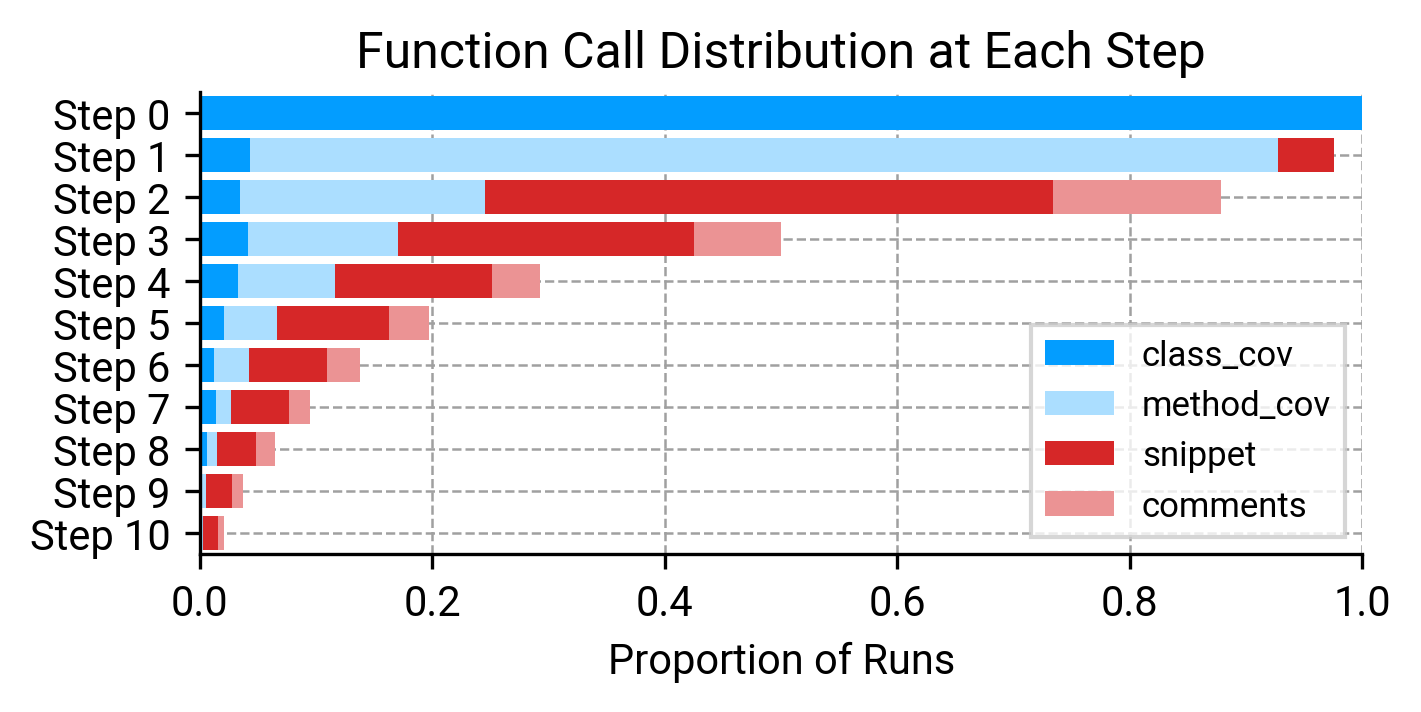 Function Call Distribution at Each Step
Step 0
Step 1
Step 2
Step 3
Step 4
Step 5
Step 6
Step 7
Step 8
Step 9
Step 10
class_cov
method_cov
snippet
comments
0.0 0.2 0.4 0.6 0.8 1.0
Proportion of Runs